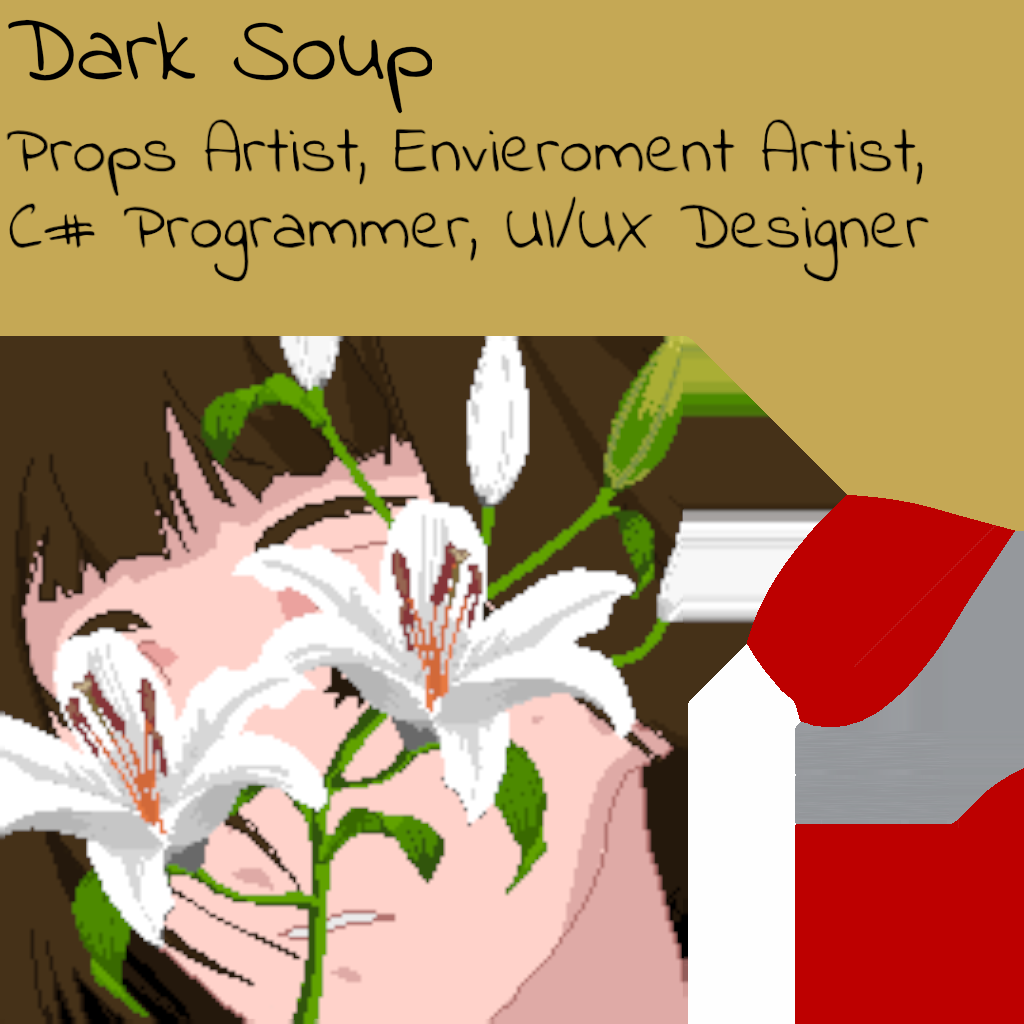 Dark Soup
Props Artist, Envieroment Artist,
C# Programmer, UI/UX Designer